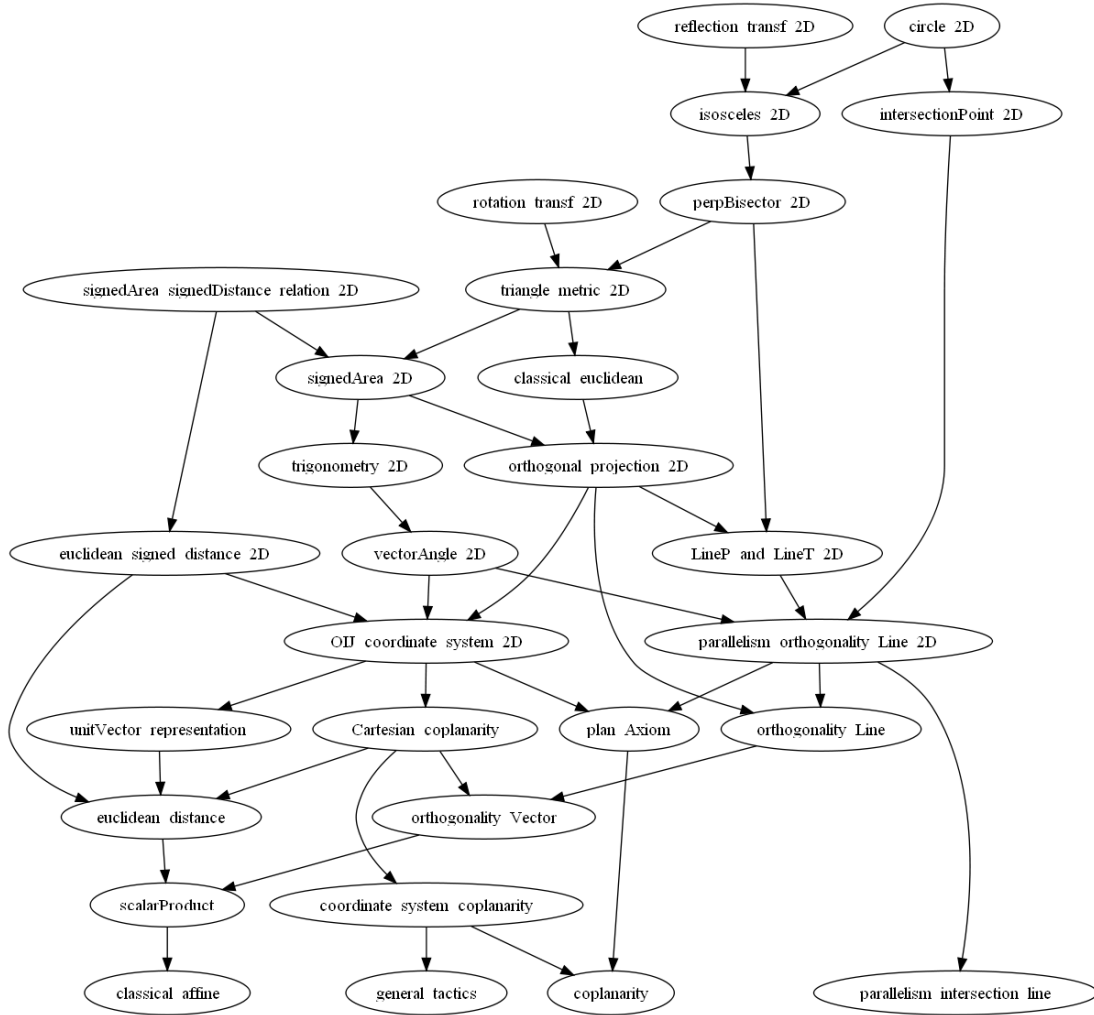 reflection transf 2D
circle 2D
isosceles 2D
intersectionPoint 2D
rotation transf 2D
perpBisector 2D
signedArea signedDistance relation 2D
triangle metric 2D
signedArea 2D
classical euclidean
trigonometry 2D
orthogonal projection 2D
euclidean signed distance 2D
vectorAngle 2D
LineP and LineT 2D
OIJ coordinate system 2D
parallelism orthogonality Line 2D
unitVector representation
Cartesian coplanarity
plan Axiom
orthogonality Line
euclidean distance
orthogonality Vector
scalarProduct
coordinate system coplanarity
classical affine
general tactics
coplanarity
parallelism intersection line